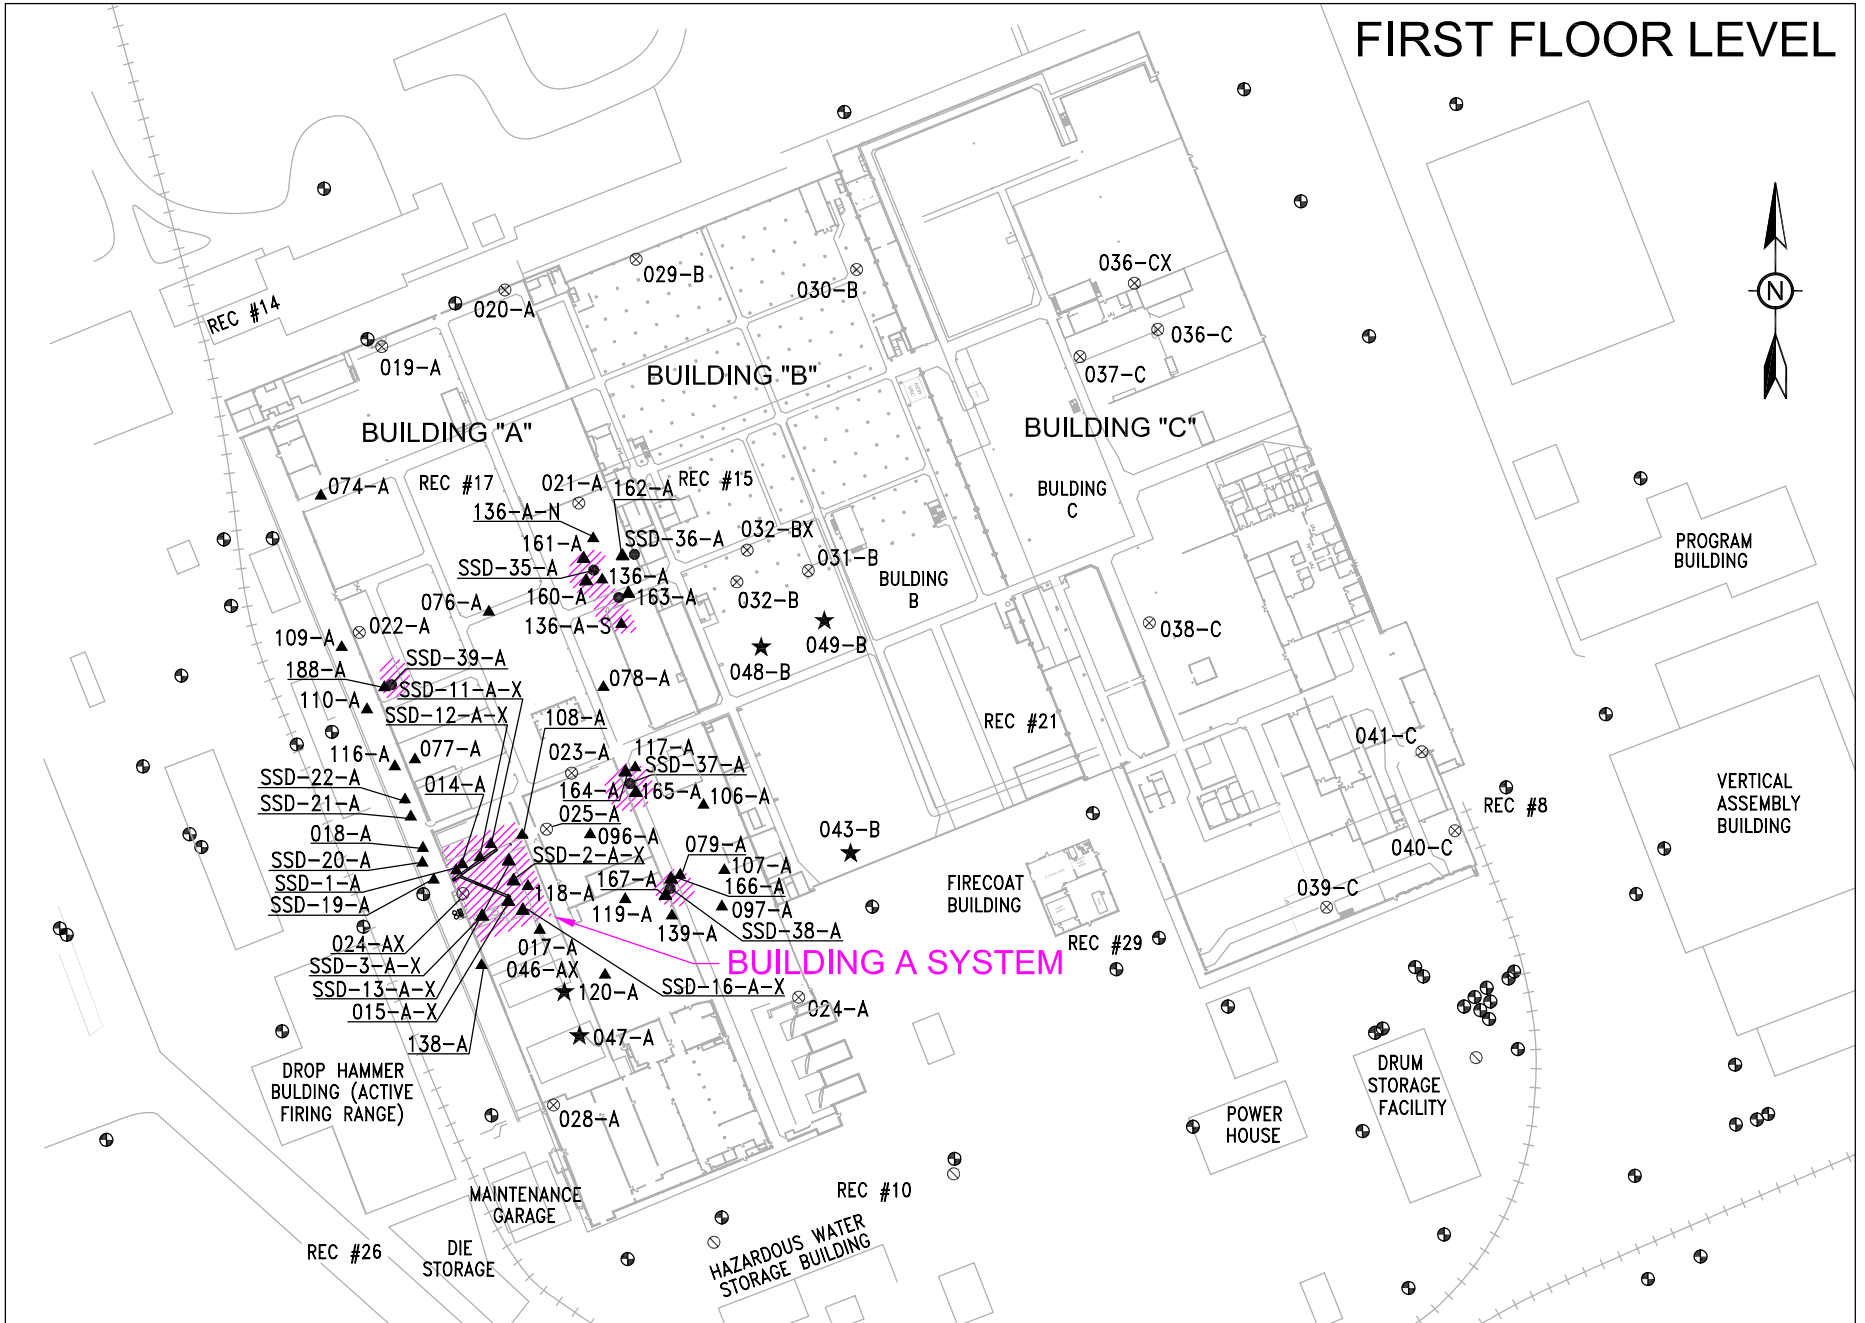 FIRST FLOOR LEVEL
029-B
030-B
036-CX
020-A
REC #14
019-A
036-C
037-C
BUILDING "B"
BUILDING "A"
BUILDING "C"
074-A
REC #17
021-A
162-A
REC #15
BULDING
C
136-A-N
161-A
SSD-36-A
032-BX
SSD-35-A
136-A
031-B
BULDING
B
PROGRAM
BUILDING
160-A
163-A
032-B
076-A
136-A-S
022-A
109-A
049-B
038-C
048-B
SSD-39-A
188-A
SSD-11-A-X
078-A
110-A
SSD-12-A-X
108-A
REC #21
116-A
077-A
023-A
117-A
041-C
SSD-22-A
014-A
SSD-37-A
164-A
165-A
106-A
SSD-21-A
025-A
VERTICAL
ASSEMBLY
BUILDING
REC #8
018-A
096-A
043-B
079-A
040-C
SSD-20-A
SSD-2-A-X
107-A
SSD-1-A
167-A
166-A
FIRECOAT
BUILDING
039-C
SSD-19-A
118-A
119-A
097-A
024-AX
017-A
139-A
SSD-38-A
REC #29
BUILDING A SYSTEM
SSD-3-A-X
046-AX
SSD-13-A-X
120-A
SSD-16-A-X
015-A-X
024-A
138-A
047-A
DROP HAMMER
BULDING (ACTIVE
FIRING RANGE)
028-A
DRUM
STORAGE
FACILITY
POWER
HOUSE
MAINTENANCE
GARAGE
REC #10
REC #26
DIE
STORAGE
HAZARDOUS WATER
STORAGE BUILDING
N